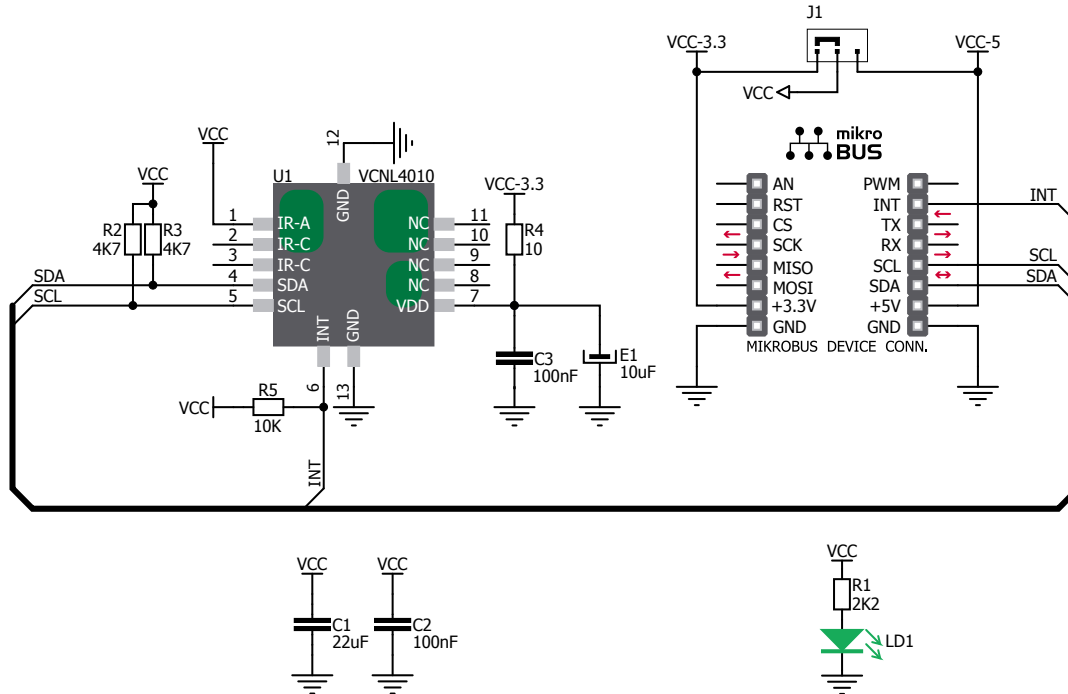 J1
VCC-3.3
VCC-5
VCC
mikro
BUS
VCC
12
U1
VCNL4010
GND
VCC
VCC-3.3
R2
4K7
R3
4K7
1
2
3
4
5
IR-A
IR-C
IR-C
SDA
SCL
NC
NC
NC
NC
VDD
11
10
9
8
7
R4
10
SDA
SCL
INT
GND
6
13
C3
100nF
E1
10uF
AN
RST
CS
SCK
MISO
MOSI
+3.3V
GND
PWM
INT
TX
RX
SCL
SDA
+5V
GND
INT
SCL
SDA
MIKROBUS DEVICE CONN.
VCC
R5
10K
INT
VCC
C1
22uF
VCC
C2
100nF
VCC
R1
2K2
LD1